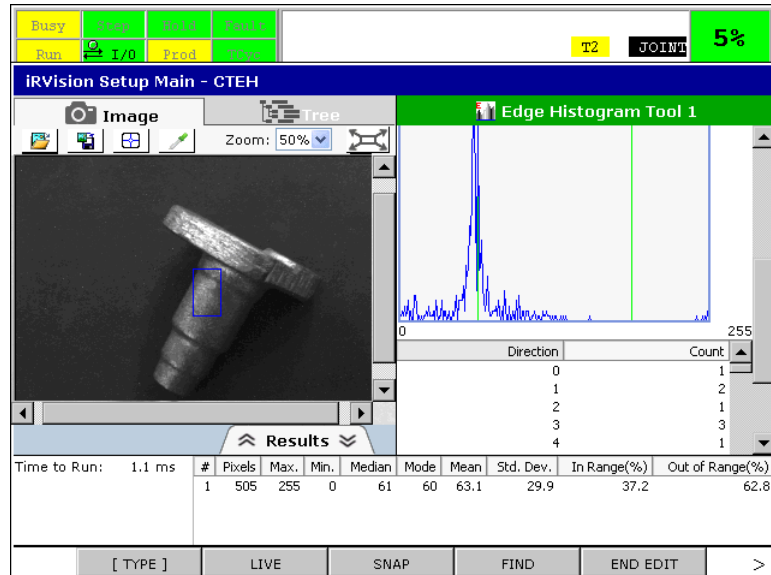 Busy Step Hold Fault
Run I/O Prod TCyc
T2 JOINT 5%
iRVision Setup Main - CTEH
Image Tree
Edge Histogram Tool 1
Zoom: 50%
0 255
Direction Count
0 1
1 2
2 1
3 3
4 1
Results
Time to Run: 1.1 ms
# Pixels Max. Min. Median Mode Mean Std. Dev. In Range(%) Out of Range(%)
1 505 255 0 61 60 63.1 29.9 37.2 62.8
[ TYPE ] LIVE SNAP FIND END EDIT >